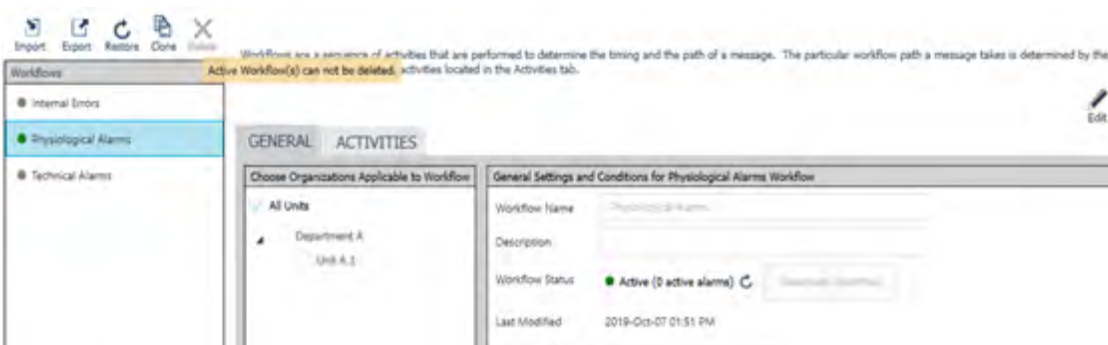 Import Export Restore Clone Delete
Workflows are a sequence of activities that are performed to determine the timing and the path of a message. The particular workflow path a message takes is determined by the
Active Workflow(s) can not be deleted. activities located in the Activities tab.
Workflows
Internal Errors
Physiological Alarms
Technical Alarms
Edit
GENERAL ACTIVITIES
Choose Organizations Applicable to Workflow
All Units
Department A
Unit A.1
General Settings and Conditions for Physiological Alarms Workflow
Workflow Name Physiological Alarms
Description
Workflow Status Active (0 active alarms)
Last Modified 2019-Oct-07 01:51 PM